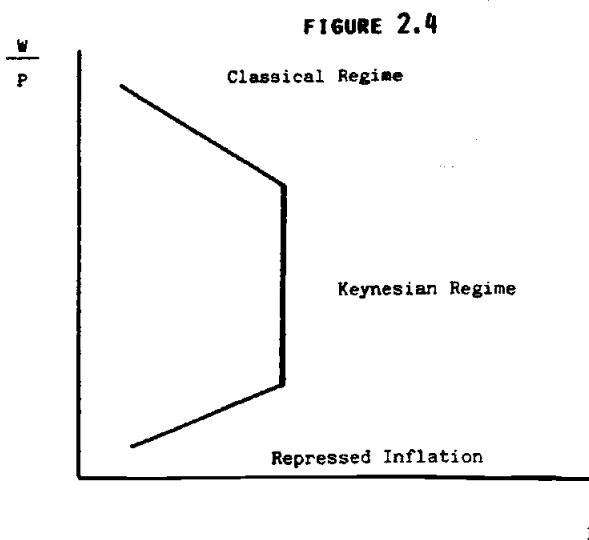 FIGURE 2.4
W
P
Classical Regime
Keynesian Regime
Repressed Inflation